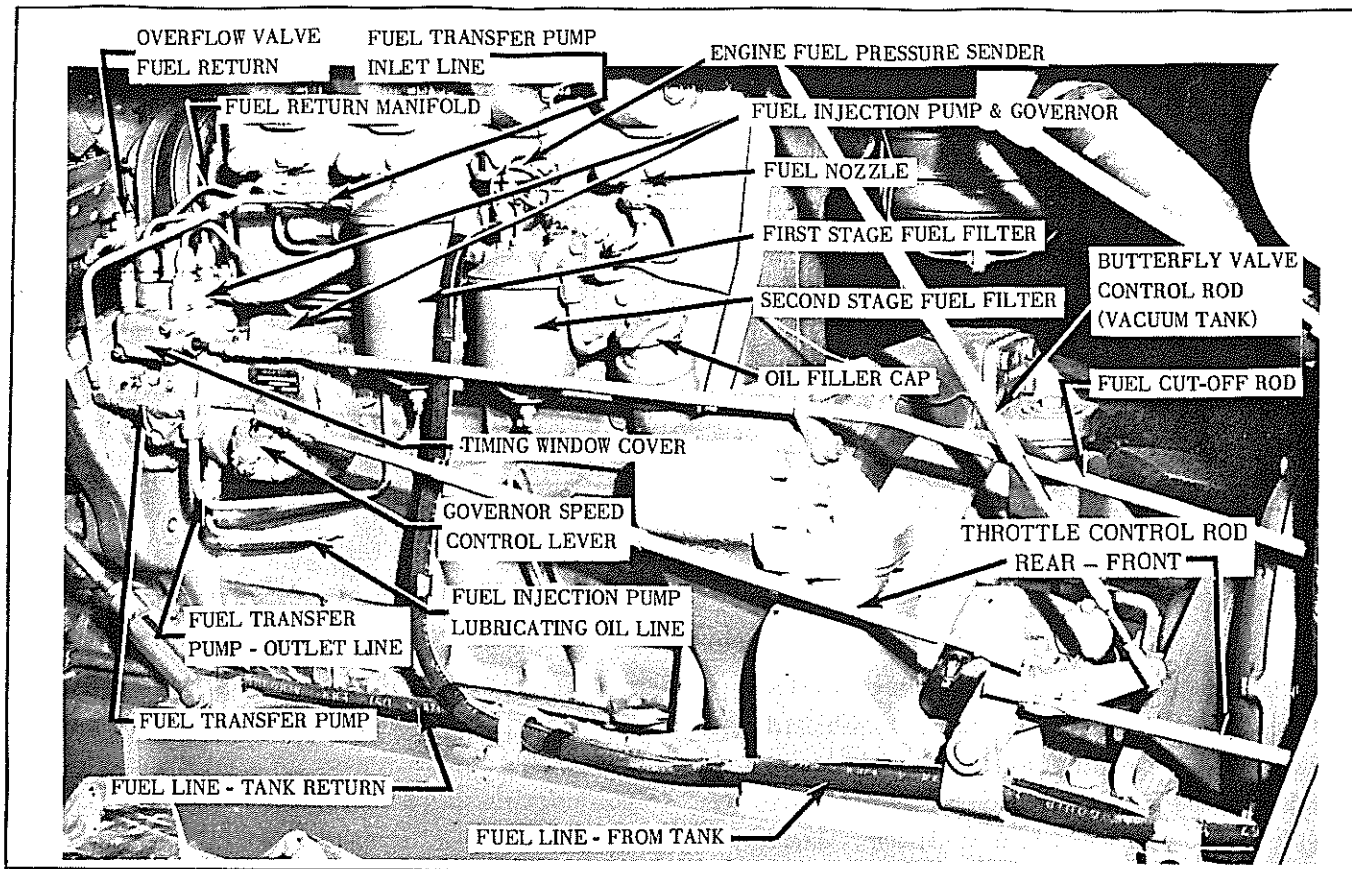 OVERFLOW VALVE
FUEL RETURN
FUEL TRANSFER PUMP
INLET LINE
ENGINE FUEL PRESSURE SENDER
FUEL RETURN MANIFOLD
FUEL INJECTION PUMP & GOVERNOR
FUEL NOZZLE
FIRST STAGE FUEL FILTER
BUTTERFLY VALVE
CONTROL ROD
(VACUUM TANK)
SECOND STAGE FUEL FILTER
OIL FILLER CAP
FUEL CUT-OFF ROD
TIMING WINDOW COVER
GOVERNOR SPEED
CONTROL LEVER
THROTTLE CONTROL ROD
REAR - FRONT
FUEL INJECTION PUMP
LUBRICATING OIL LINE
FUEL TRANSFER
PUMP - OUTLET LINE
FUEL TRANSFER PUMP
FUEL LINE - TANK RETURN
FUEL LINE - FROM TANK